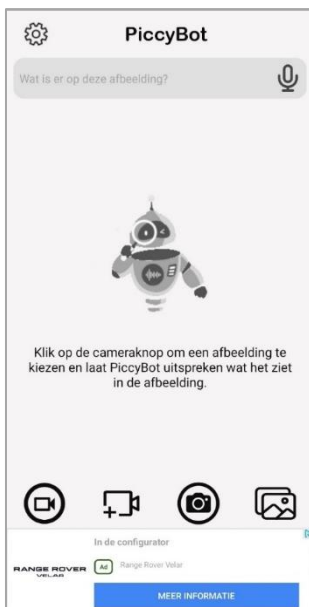 PiccyBot
Wat is er op deze afbeelding?
Klik op de cameraknop om een afbeelding te
kiezen en laat PiccyBot uitspreken wat het ziet
in de afbeelding.
In de configurator
RANGE ROVER
VELAR
Ad
Range Rover Velar
MEER INFORMATIE